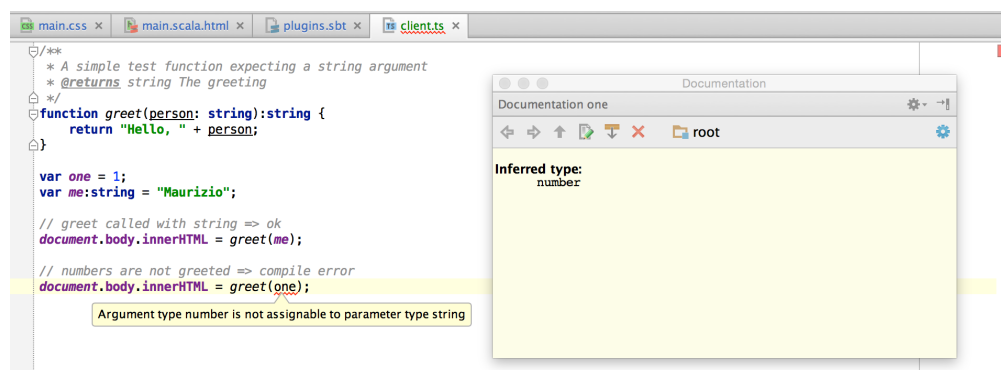 main.css × main.scala.html × plugins.sbt × client.ts ×
/**
 * A simple test function expecting a string argument
 * @returns string The greeting
 */
function greet(person: string):string {
    return "Hello, " + person;
}
var one = 1;
var me:string = "Maurizio";
// greet called with string => ok
document.body.innerHTML = greet(me);
// numbers are not greeted => compile error
document.body.innerHTML = greet(one);
Argument type number is not assignable to parameter type string
Documentation
Documentation one
root
Inferred type:
number